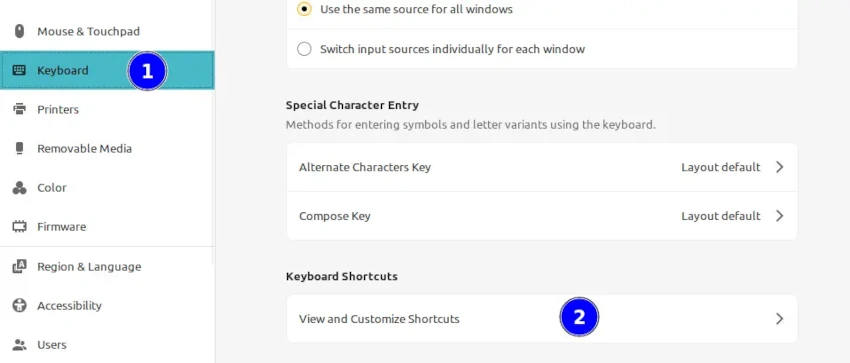 Mouse & Touchpad
Keyboard
1
Printers
Removable Media
Color
Firmware
Region & Language
Accessibility
Users
Use the same source for all windows
Switch input sources individually for each window
Special Character Entry
Methods for entering symbols and letter variants using the keyboard.
Alternate Characters Key Layout default
Compose Key Layout default
Keyboard Shortcuts
View and Customize Shortcuts 2